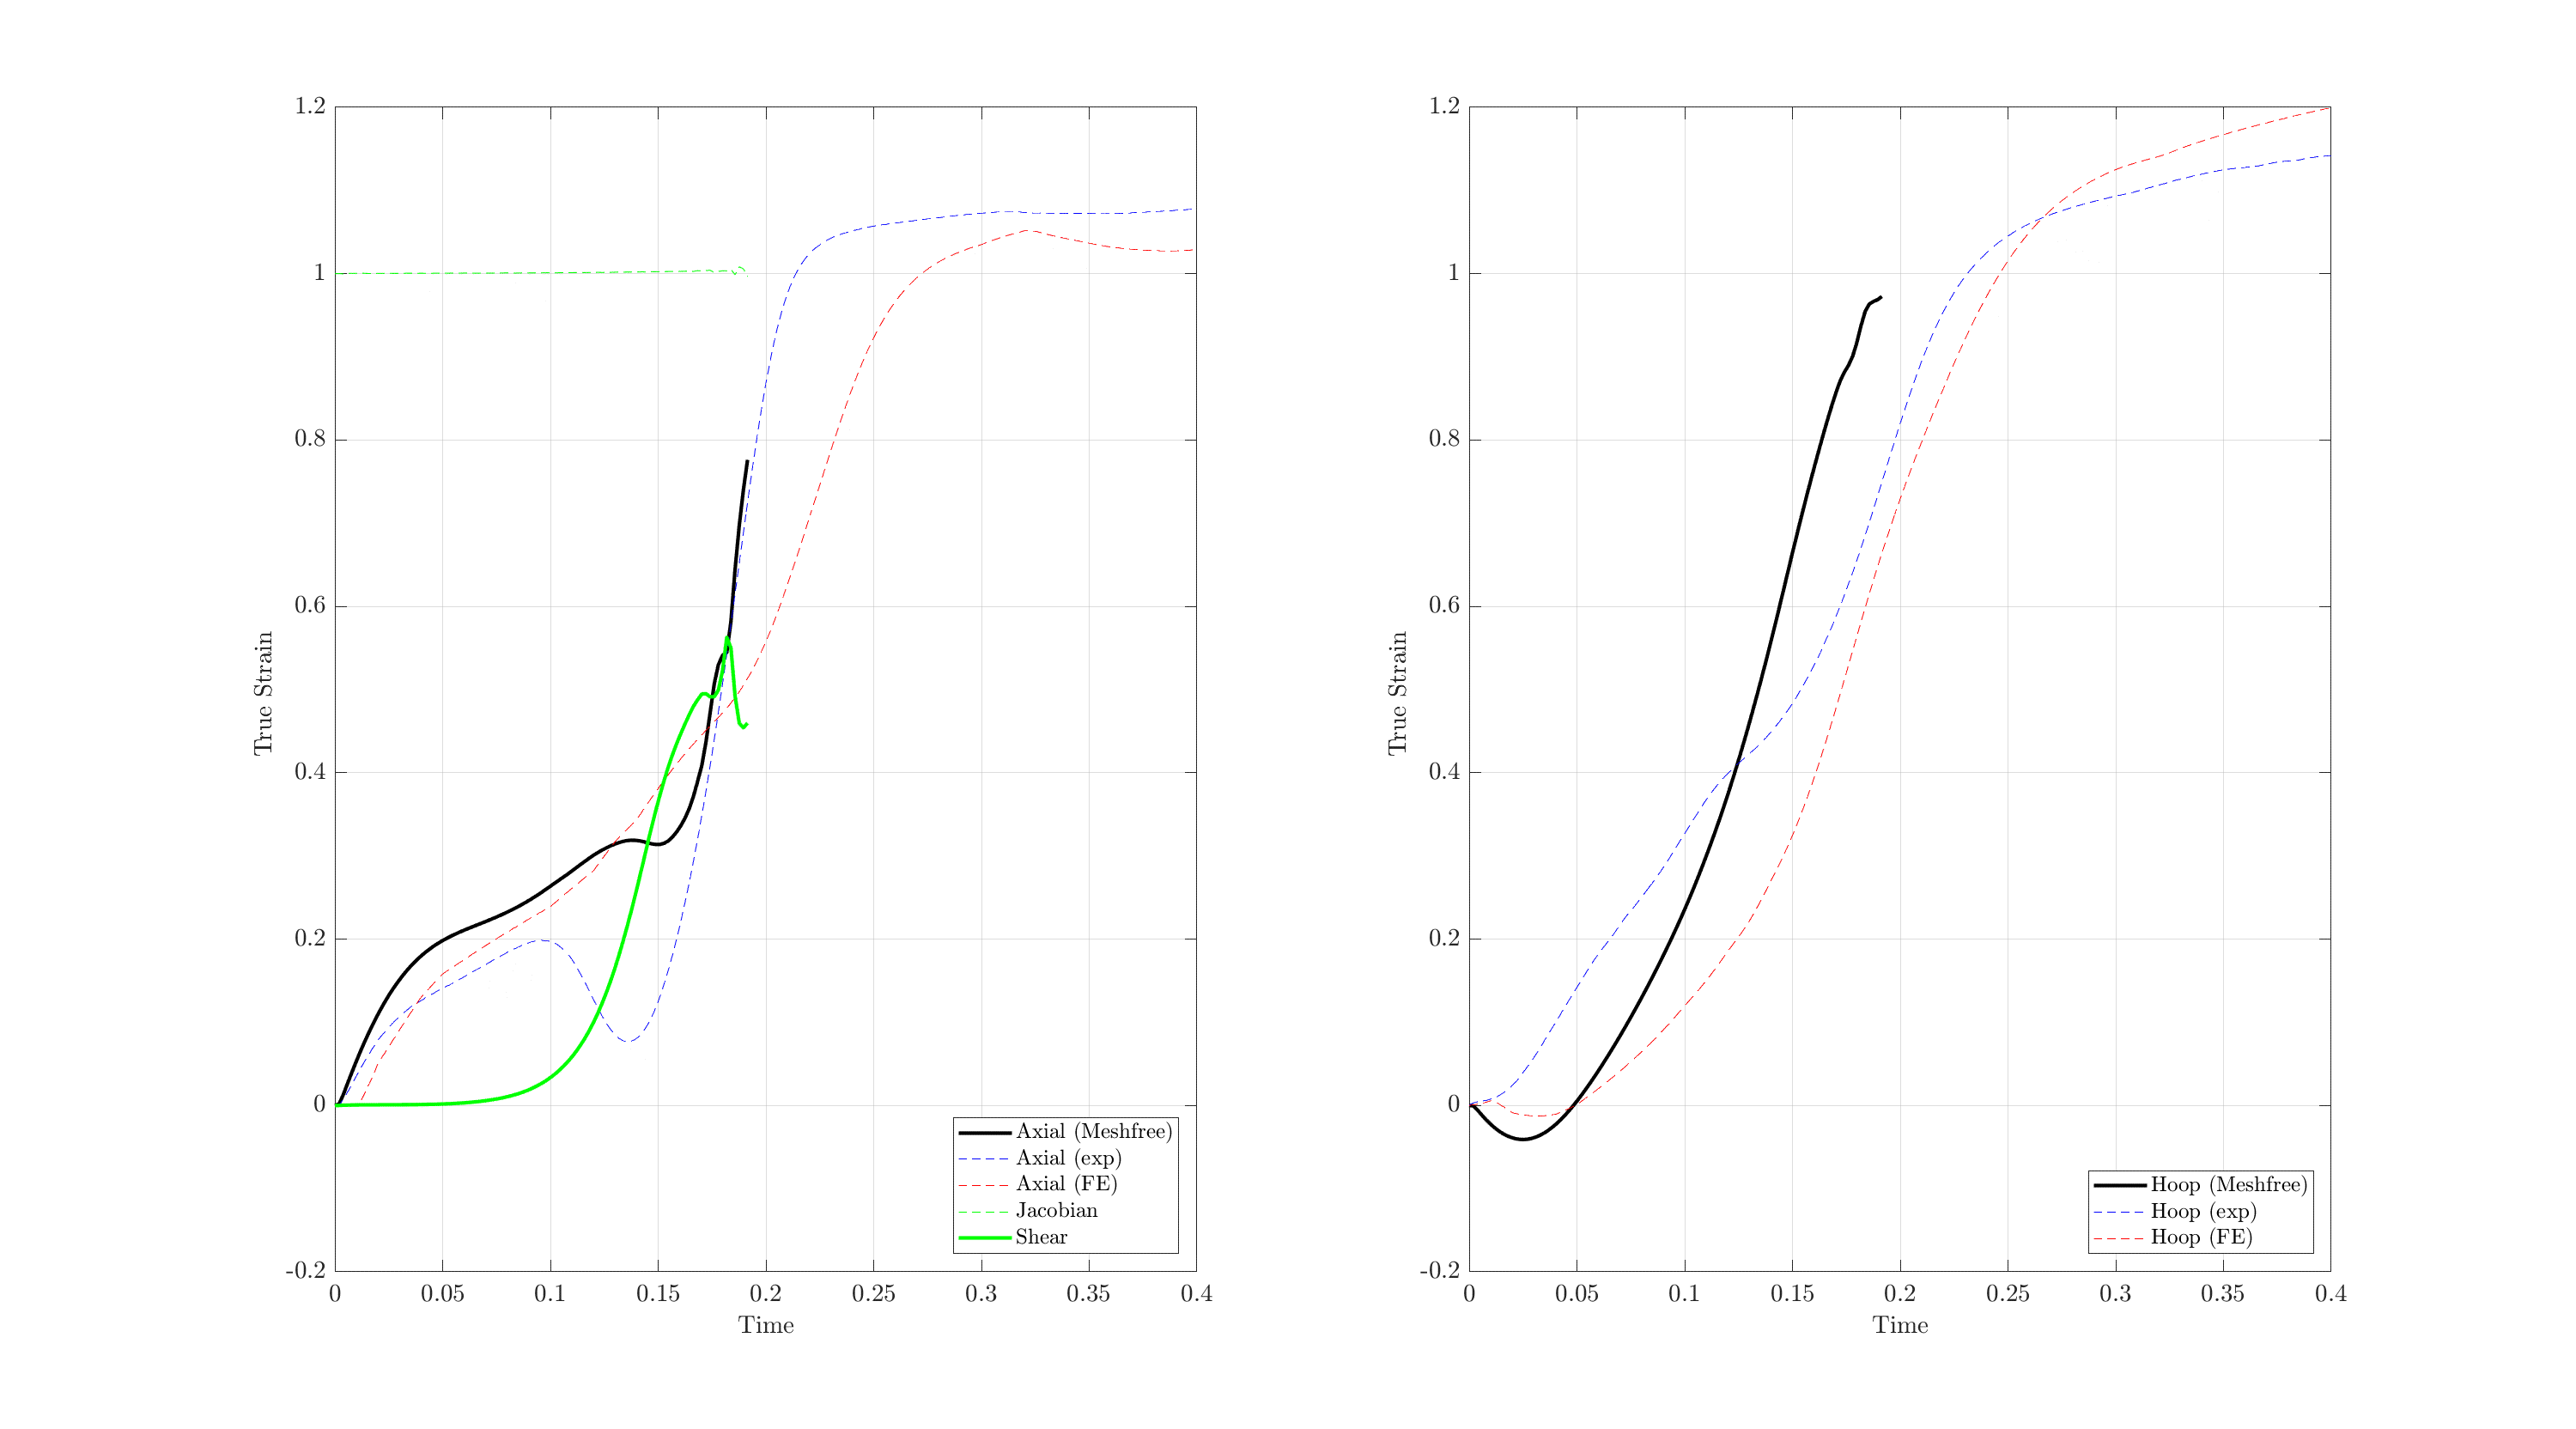 1.2
1
0.8
0.6
0.4
0.2
0
-0.2
True Strain
0 0.05 0.1 0.15 0.2 0.25 0.3 0.35 0.4
Time
Axial (Meshfree)
Axial (exp)
Axial (FE)
Jacobian
Shear
1.2
1
0.8
0.6
0.4
0.2
0
-0.2
True Strain
0 0.05 0.1 0.15 0.2 0.25 0.3 0.35 0.4
Time
Hoop (Meshfree)
Hoop (exp)
Hoop (FE)